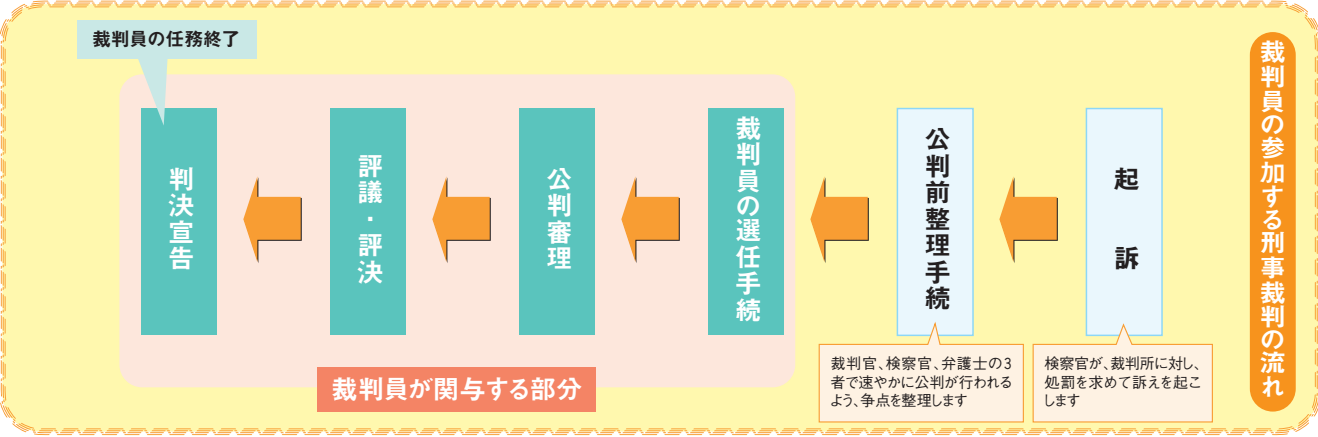 裁判員の参加する刑事裁判の流れ
起訴
検察官が、裁判所に対し、
処罰を求めて訴えを起こ
します
公判前整理手続
裁判官、検察官、弁護士の3
者で速やかに公判が行われる
よう、争点を整理します
裁判員の選任手続
公判審理
評議・評決
判決宣告
裁判員の任務終了
裁判員が関与する部分